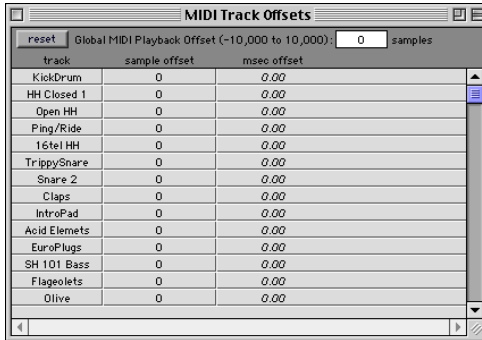 MIDI Track Offsets
reset Global MIDI Playback Offset (-10,000 to 10,000): 0 samples
track sample offset msec offset
KickDrum 0 0.00
HH Closed 1 0 0.00
Open HH 0 0.00
Ping/Ride 0 0.00
16tel HH 0 0.00
TrippySnare 0 0.00
Snare 2 0 0.00
Claps 0 0.00
IntroPad 0 0.00
Acid Elemets 0 0.00
EuroPlugs 0 0.00
SH 101 Bass 0 0.00
Flageolets 0 0.00
Olive 0 0.00